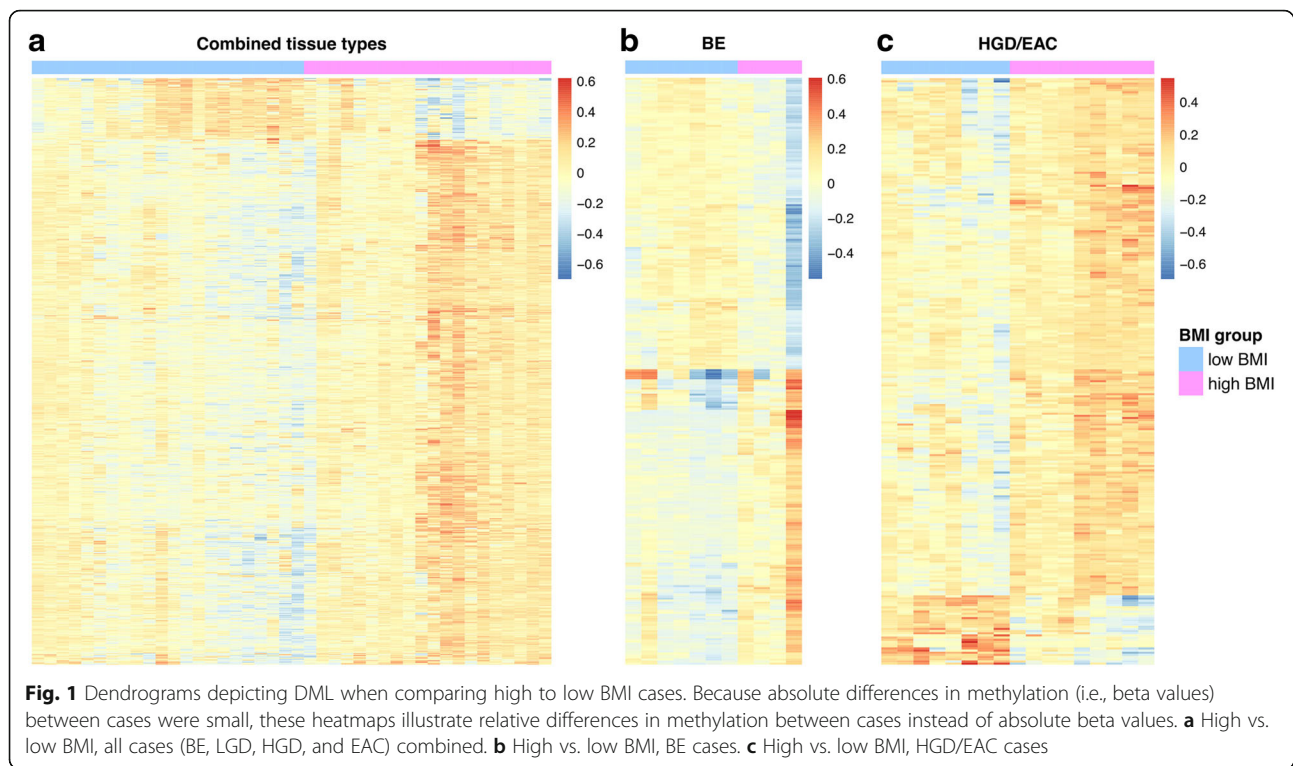 a
Combined tissue types
0.6
0.4
0.2
0
−0.2
−0.4
−0.6
b
BE
0.6
0.4
0.2
0
−0.2
−0.4
c
HGD/EAC
0.4
0.2
0
−0.2
−0.4
−0.6
BMI group
low BMI
high BMI
Fig. 1 Dendrograms depicting DML when comparing high to low BMI cases. Because absolute differences in methylation (i.e., beta values)
between cases were small, these heatmaps illustrate relative differences in methylation between cases instead of absolute beta values. a High vs.
low BMI, all cases (BE, LGD, HGD, and EAC) combined. b High vs. low BMI, BE cases. c High vs. low BMI, HGD/EAC cases